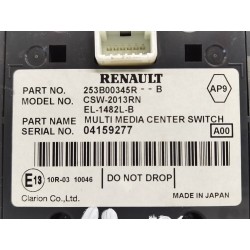 RENAULT
AP9
PART NO. 253B00345R - - B
MODEL NO. CSW-2013RN
EL-1482L-B
PART NAME MULTI MEDIA CENTER SWITCH
SERIAL NO. 04159277 A00
DO NOT REMOVE
E13 10R-03 10046 MADE IN JAPAN
Clarion Co.,Ltd.